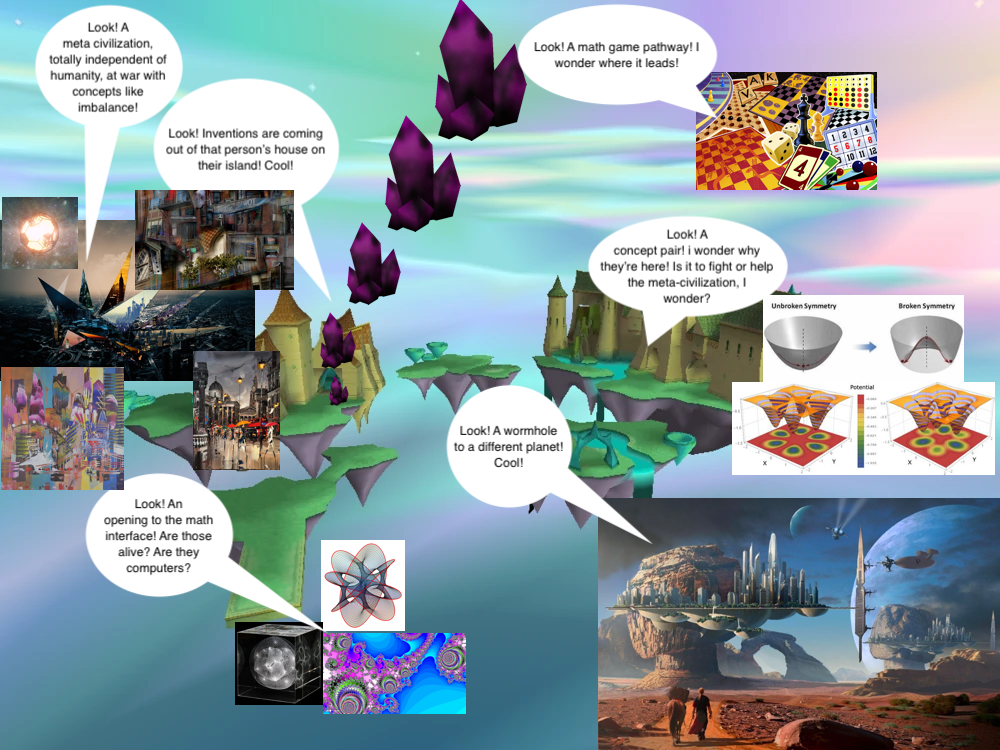 Look! A
meta civilization,
totally independent of
humanity, at war with
concepts like
imbalance!
Look! Inventions are coming
out of that person's house on
their island! Cool!
Look! A math game pathway! I
wonder where it leads!
Look! A
concept pair! i wonder why
they're here! Is it to fight or help
the meta-civilization, I
wonder?
Unbroken Symmetry
Broken Symmetry
Potential
X
Y
X
Y
Look! A wormhole
to a different planet!
Cool!
Look! An
opening to the math
interface! Are those
alive? Are they
computers?